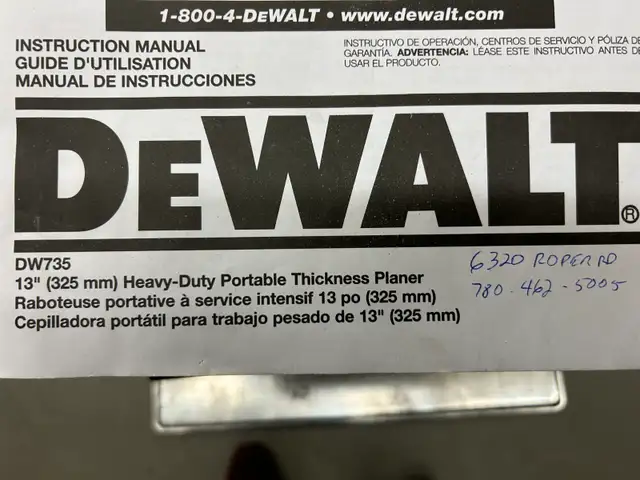 1-800-4-DEWALT • www.dewalt.com
INSTRUCTION MANUAL
GUIDE D'UTILISATION
MANUAL DE INSTRUCCIONES
INSTRUCTIVO DE OPERACIÓN, CENTROS DE SERVICIO Y PÓLIZA DE
GARANTÍA. ADVERTENCIA: LÉASE ESTE INSTRUCTIVO ANTES DE
USAR EL PRODUCTO.
DEWALT®
DW735
13" (325 mm) Heavy-Duty Portable Thickness Planer
Raboteuse portative à service intensif 13 po (325 mm)
Cepilladora portátil para trabajo pesado de 13" (325 mm)
6320 ROPER RD
780-462-5005